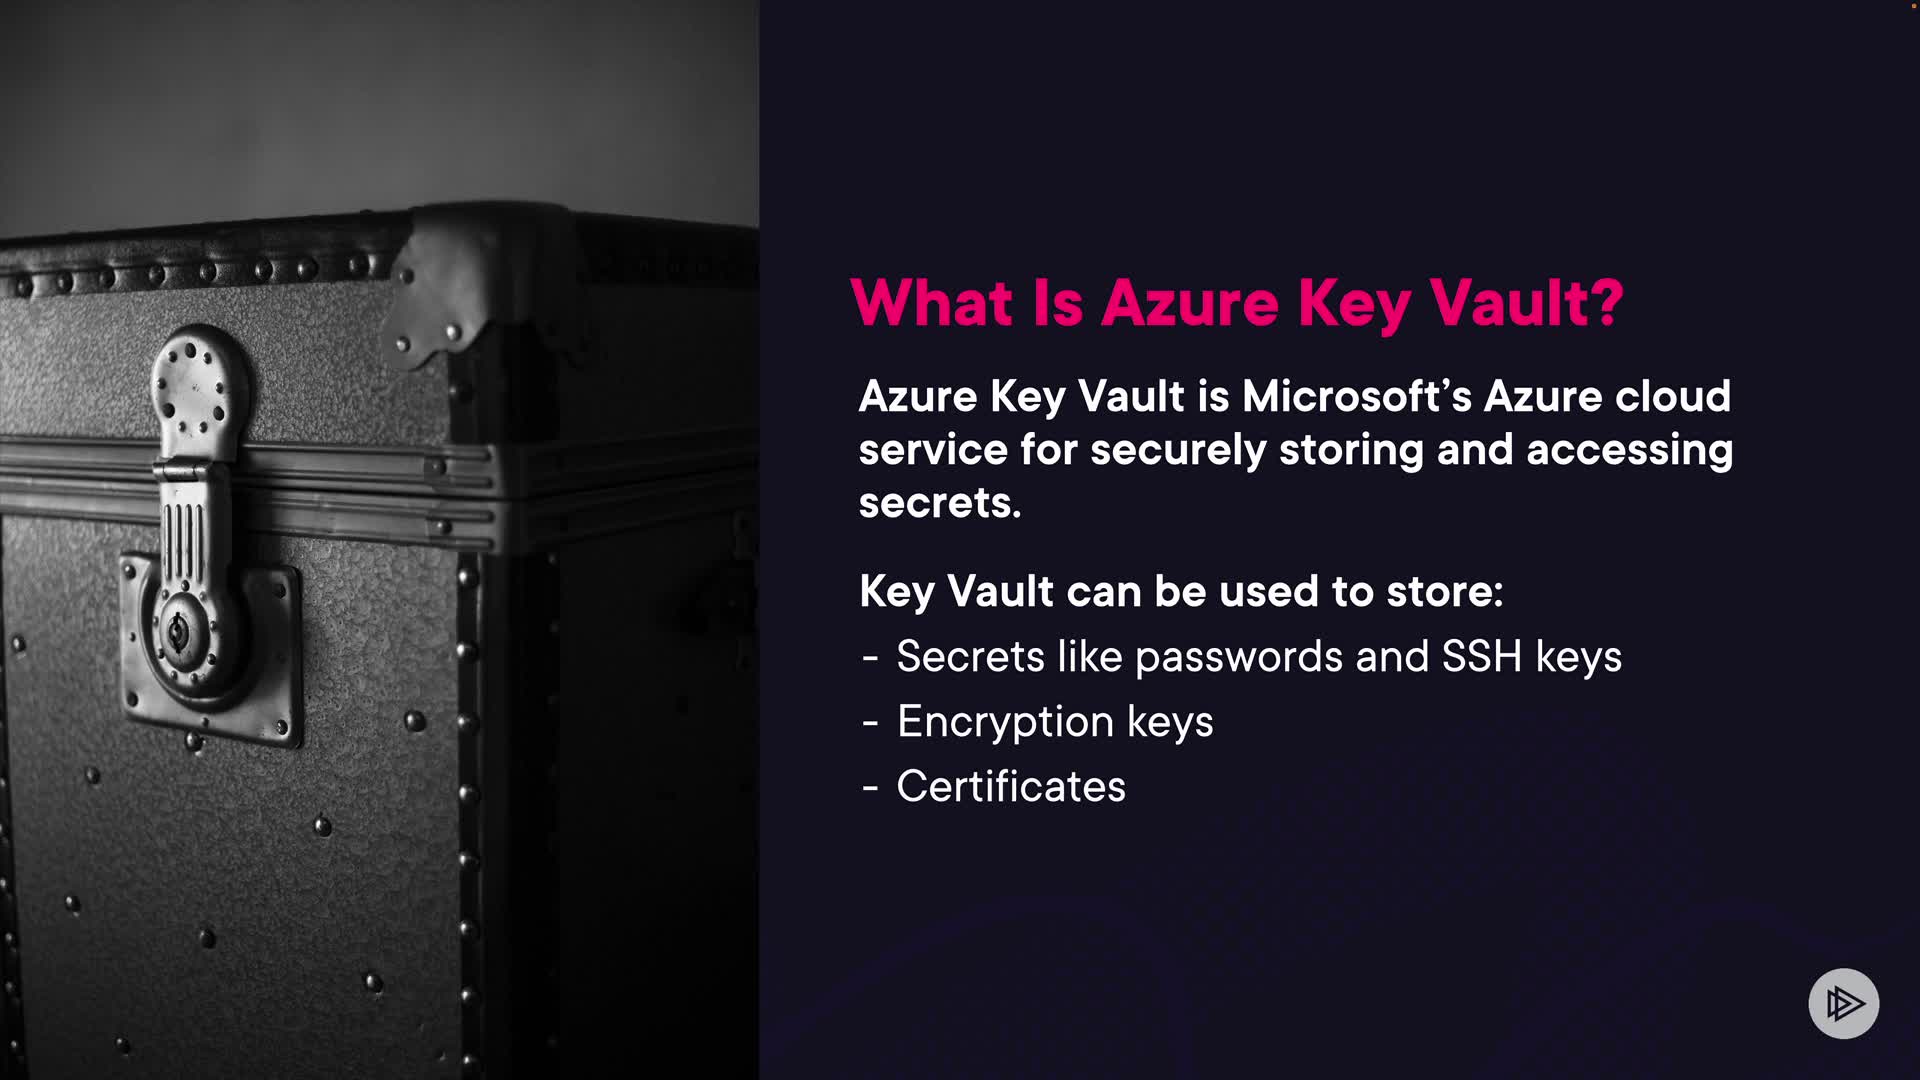 What Is Azure Key Vault?
Azure Key Vault is Microsoft’s Azure cloud
service for securely storing and accessing
secrets.
Key Vault can be used to store:
- Secrets like passwords and SSH keys
- Encryption keys
- Certificates